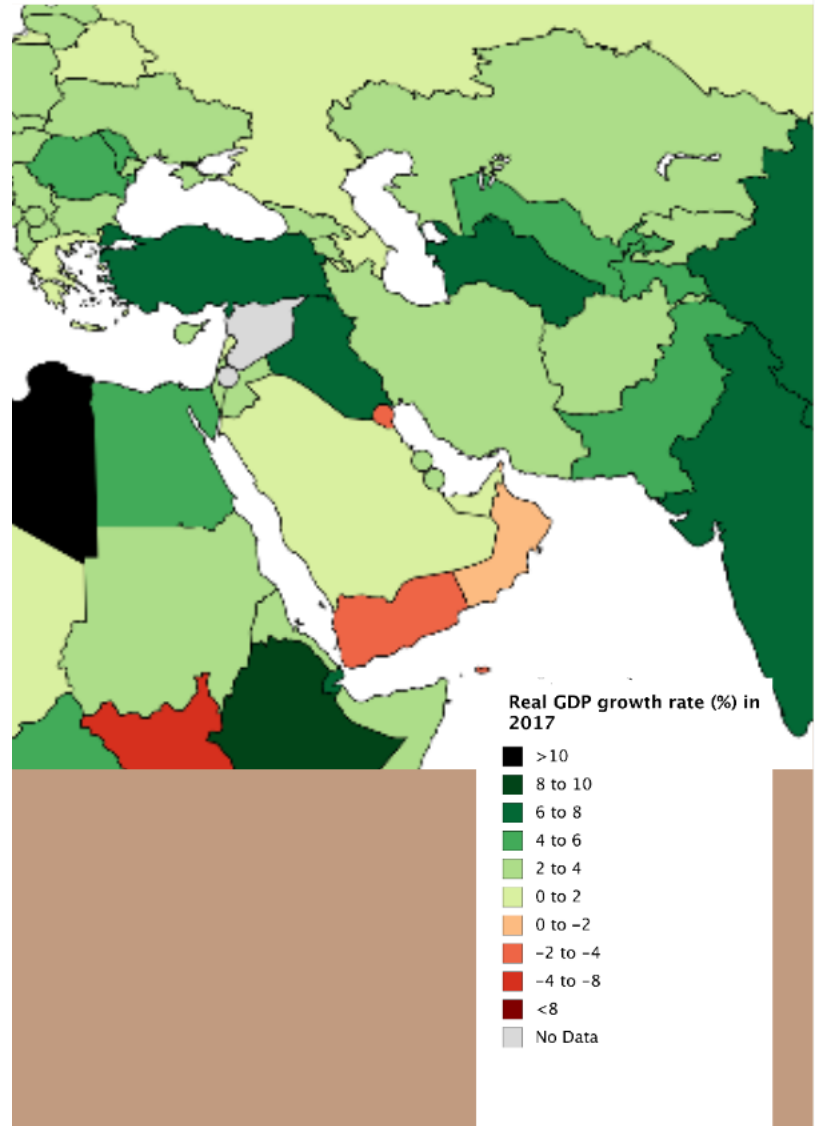 Real GDP growth rate (%) in
2017
>10
8 to 10
6 to 8
4 to 6
2 to 4
0 to 2
0 to −2
−2 to −4
−4 to −8
<8
No Data